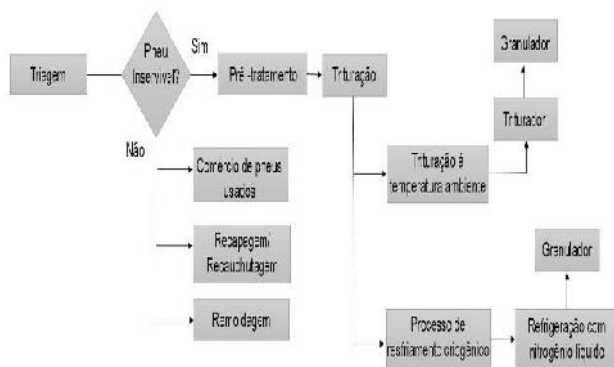 Granulador
Pneu
Inservível?
Sim
Triagem
Pré-tratamento
Trituração
Triturador
Não
Comercio de pneus
usados
Trituração à
temperatura ambiente
Recapagem/
Recauchutagem
Granulador
Remoldagem
Processo de
resfriamento criogênico
Refrigeração com
nitrogênio líquido